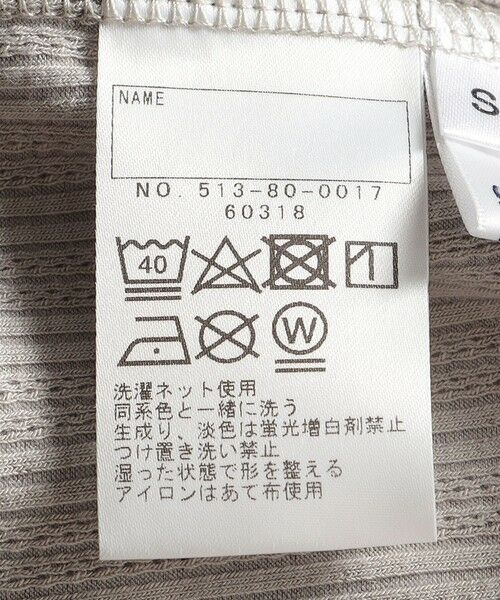 NAME
NO. 513-80-0017
60318
40
W
洗濯ネット使用
同系色と一緒に洗う
生成り、淡色は蛍光増白剤禁止
つけ置き洗い禁止
湿った状態で形を整える
アイロンはあて布使用
S